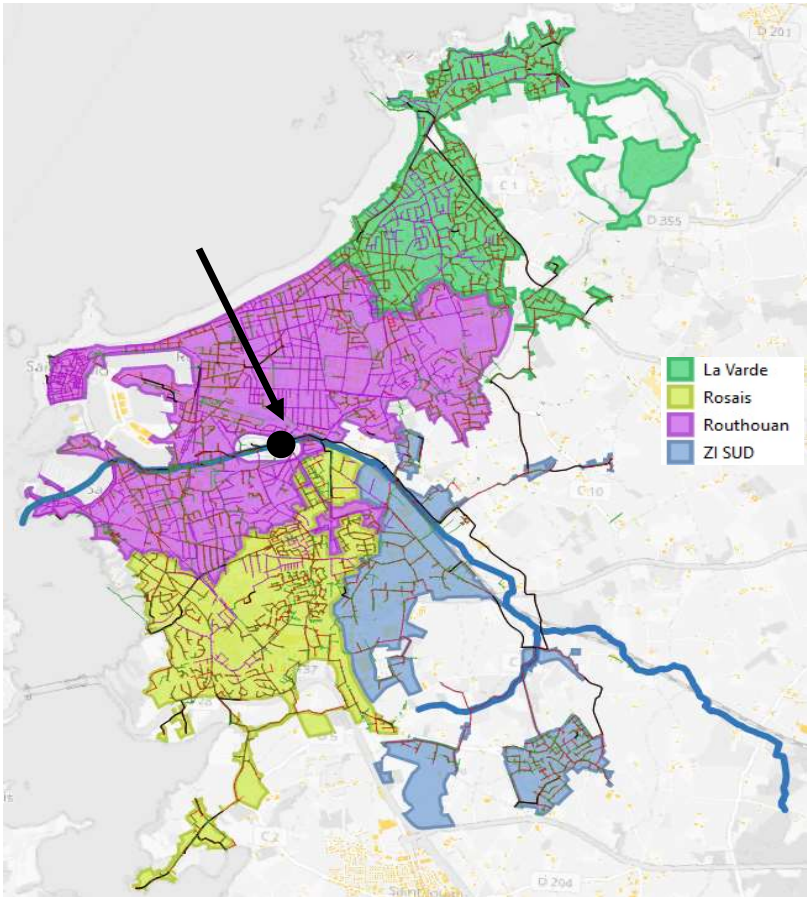 D 201
C 1
D 355
La Varde
Rosais
Routhouan
ZI SUD
C 10
C 2
D 204